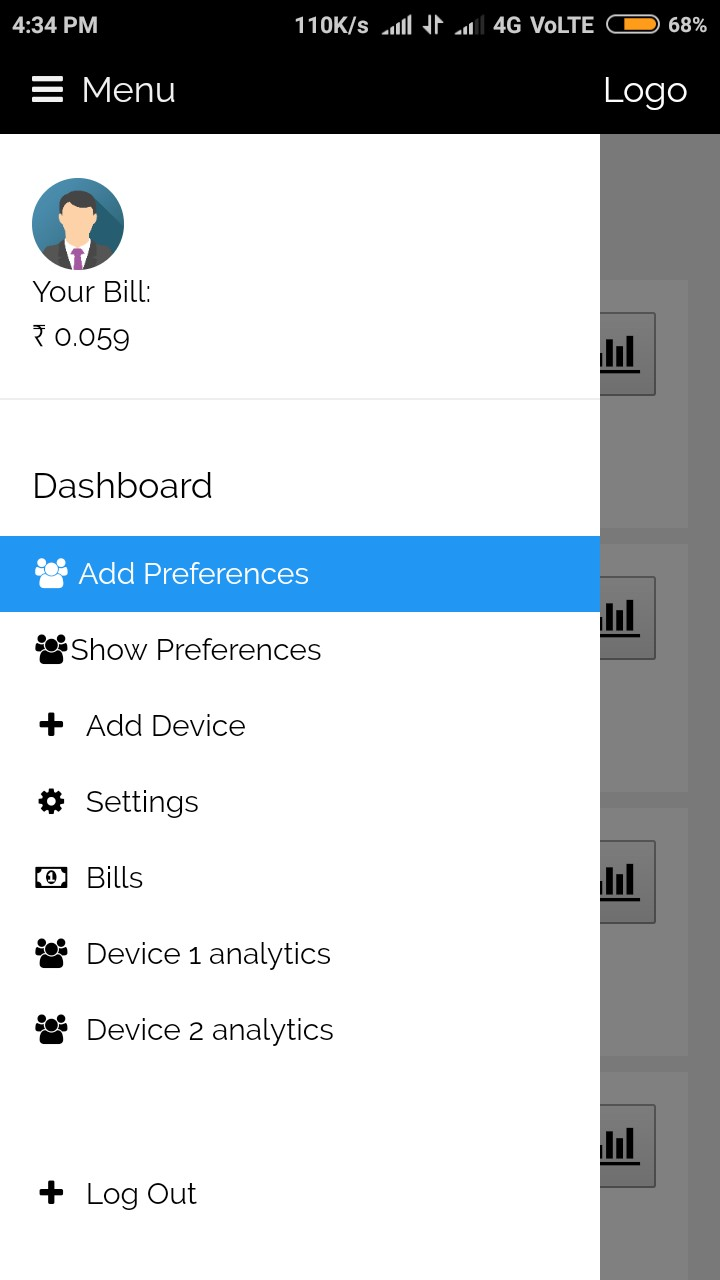 4:34 PM 110K/s 4G VoLTE 68%
Menu Logo
Your Bill:
₹ 0.059
Dashboard
Add Preferences
Show Preferences
Add Device
Settings
Bills
Device 1 analytics
Device 2 analytics
Log Out